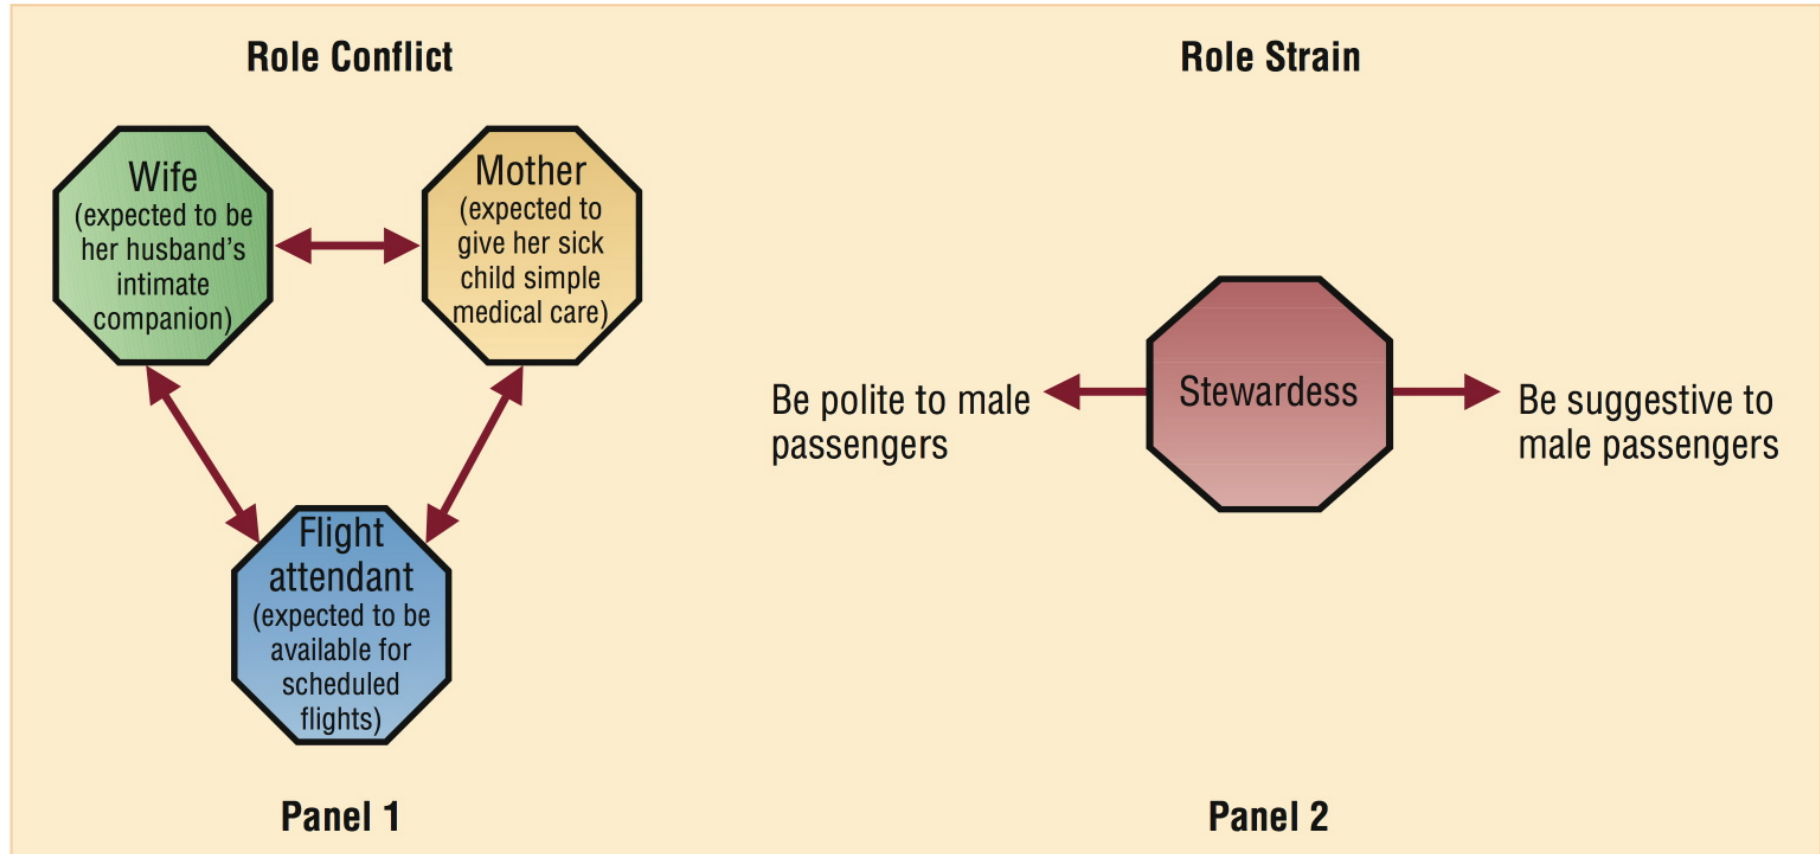 Role Conflict
Wife
(expected to be
her husband's
intimate
companion)
Mother
(expected to
give her sick
child simple
medical care)
Flight
attendant
(expected to be
available for
scheduled
flights)
Panel 1
Role Strain
Be polite to male
passengers
Stewardess
Be suggestive to
male passengers
Panel 2